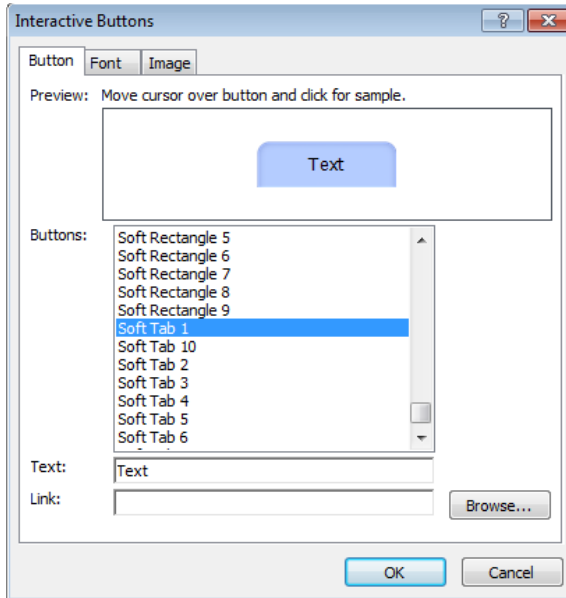 Interactive Buttons
Button Font Image
Preview: Move cursor over button and click for sample.
Text
Buttons:
Soft Rectangle 5
Soft Rectangle 6
Soft Rectangle 7
Soft Rectangle 8
Soft Rectangle 9
Soft Tab 1
Soft Tab 10
Soft Tab 2
Soft Tab 3
Soft Tab 4
Soft Tab 5
Soft Tab 6
Text: Text
Link:
Browse...
OK Cancel